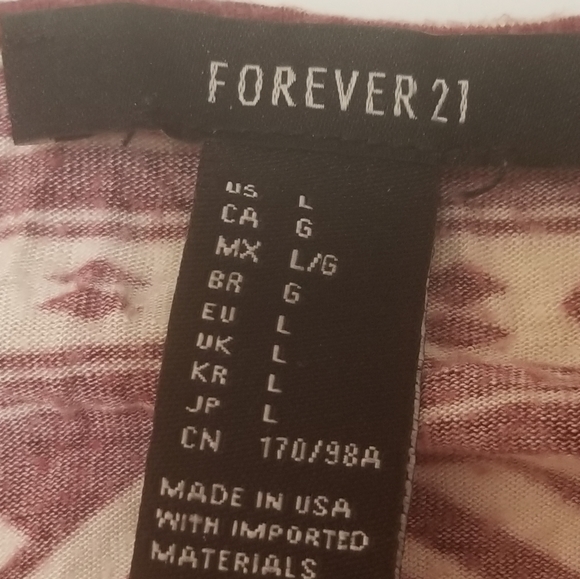 FOREVER 21
US L
CA G
MX L/G
BR G
EU L
UK L
KR L
JP L
CN 170/98A
MADE IN USA
WITH IMPORTED
MATERIALS